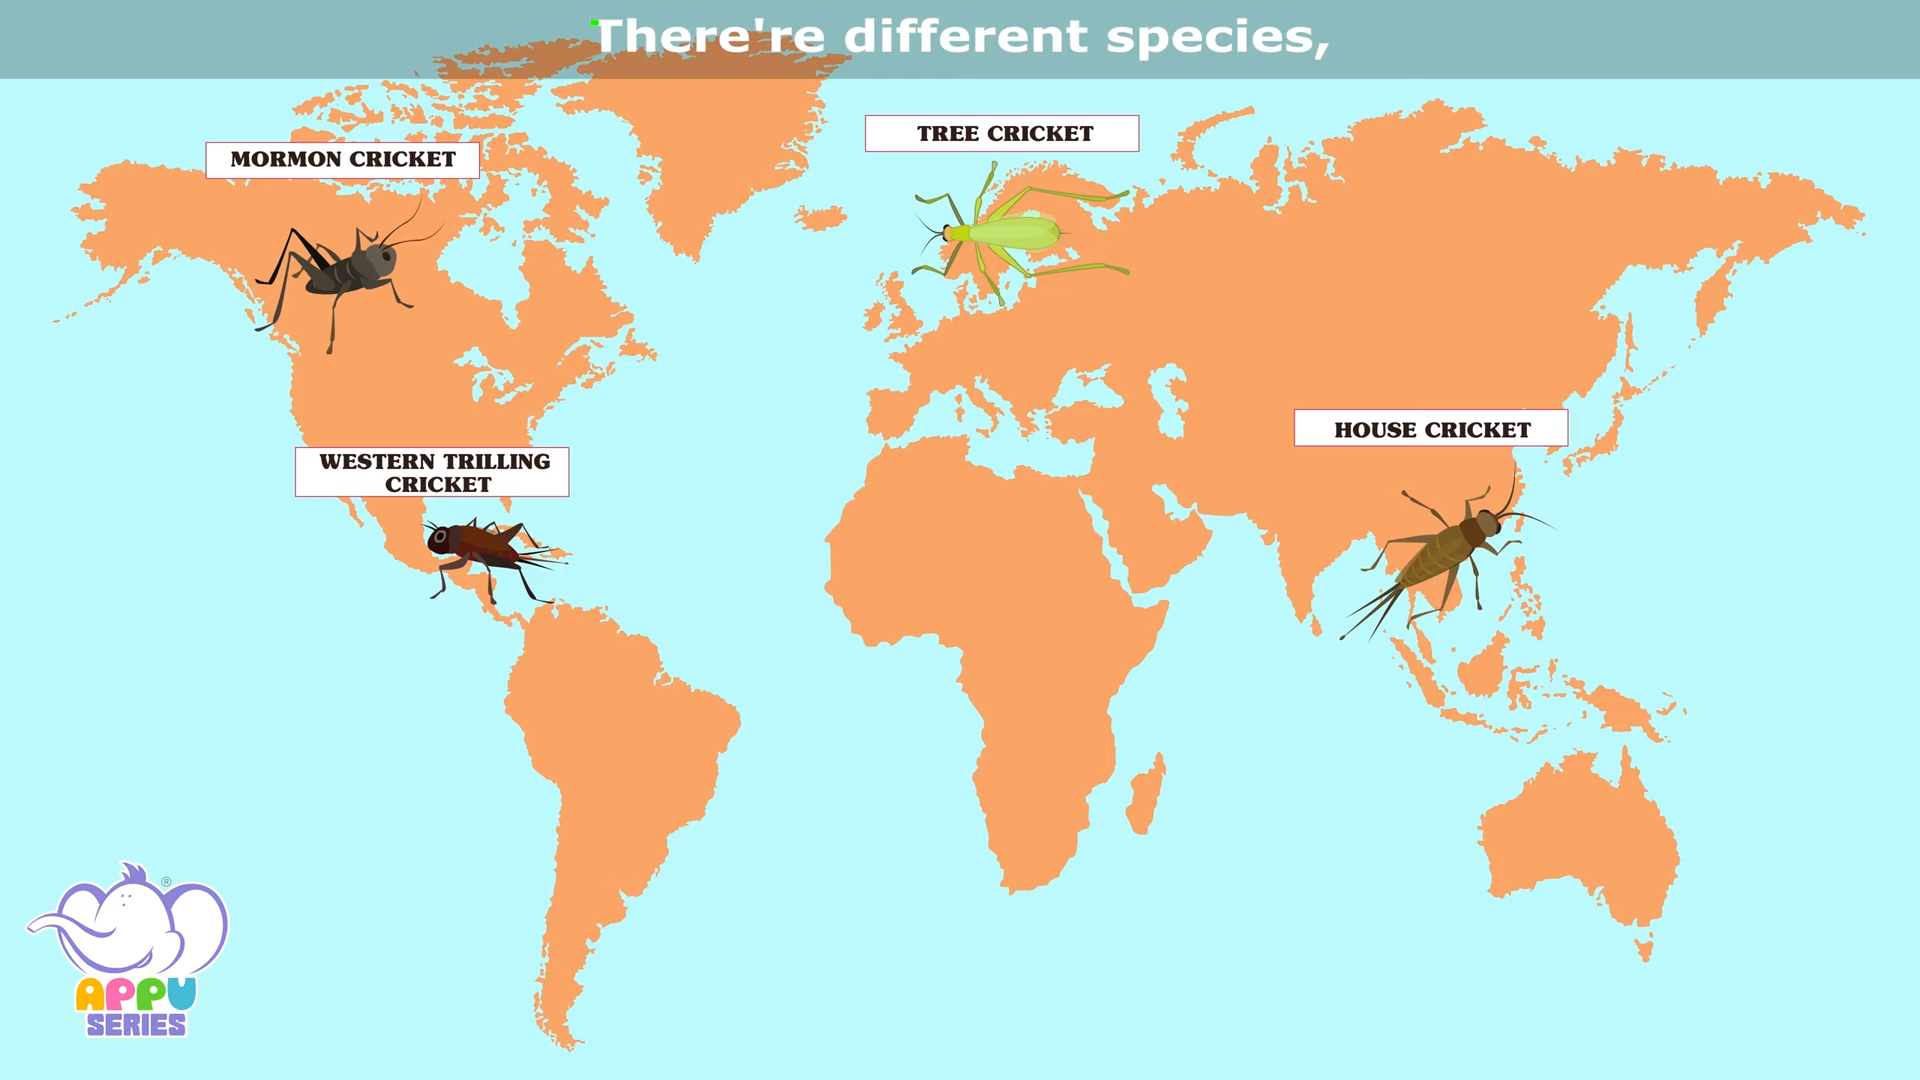 There're different species,
TREE CRICKET
MORMON CRICKET
HOUSE CRICKET
WESTERN TRILLING
CRICKET
®
APPU
SERIES